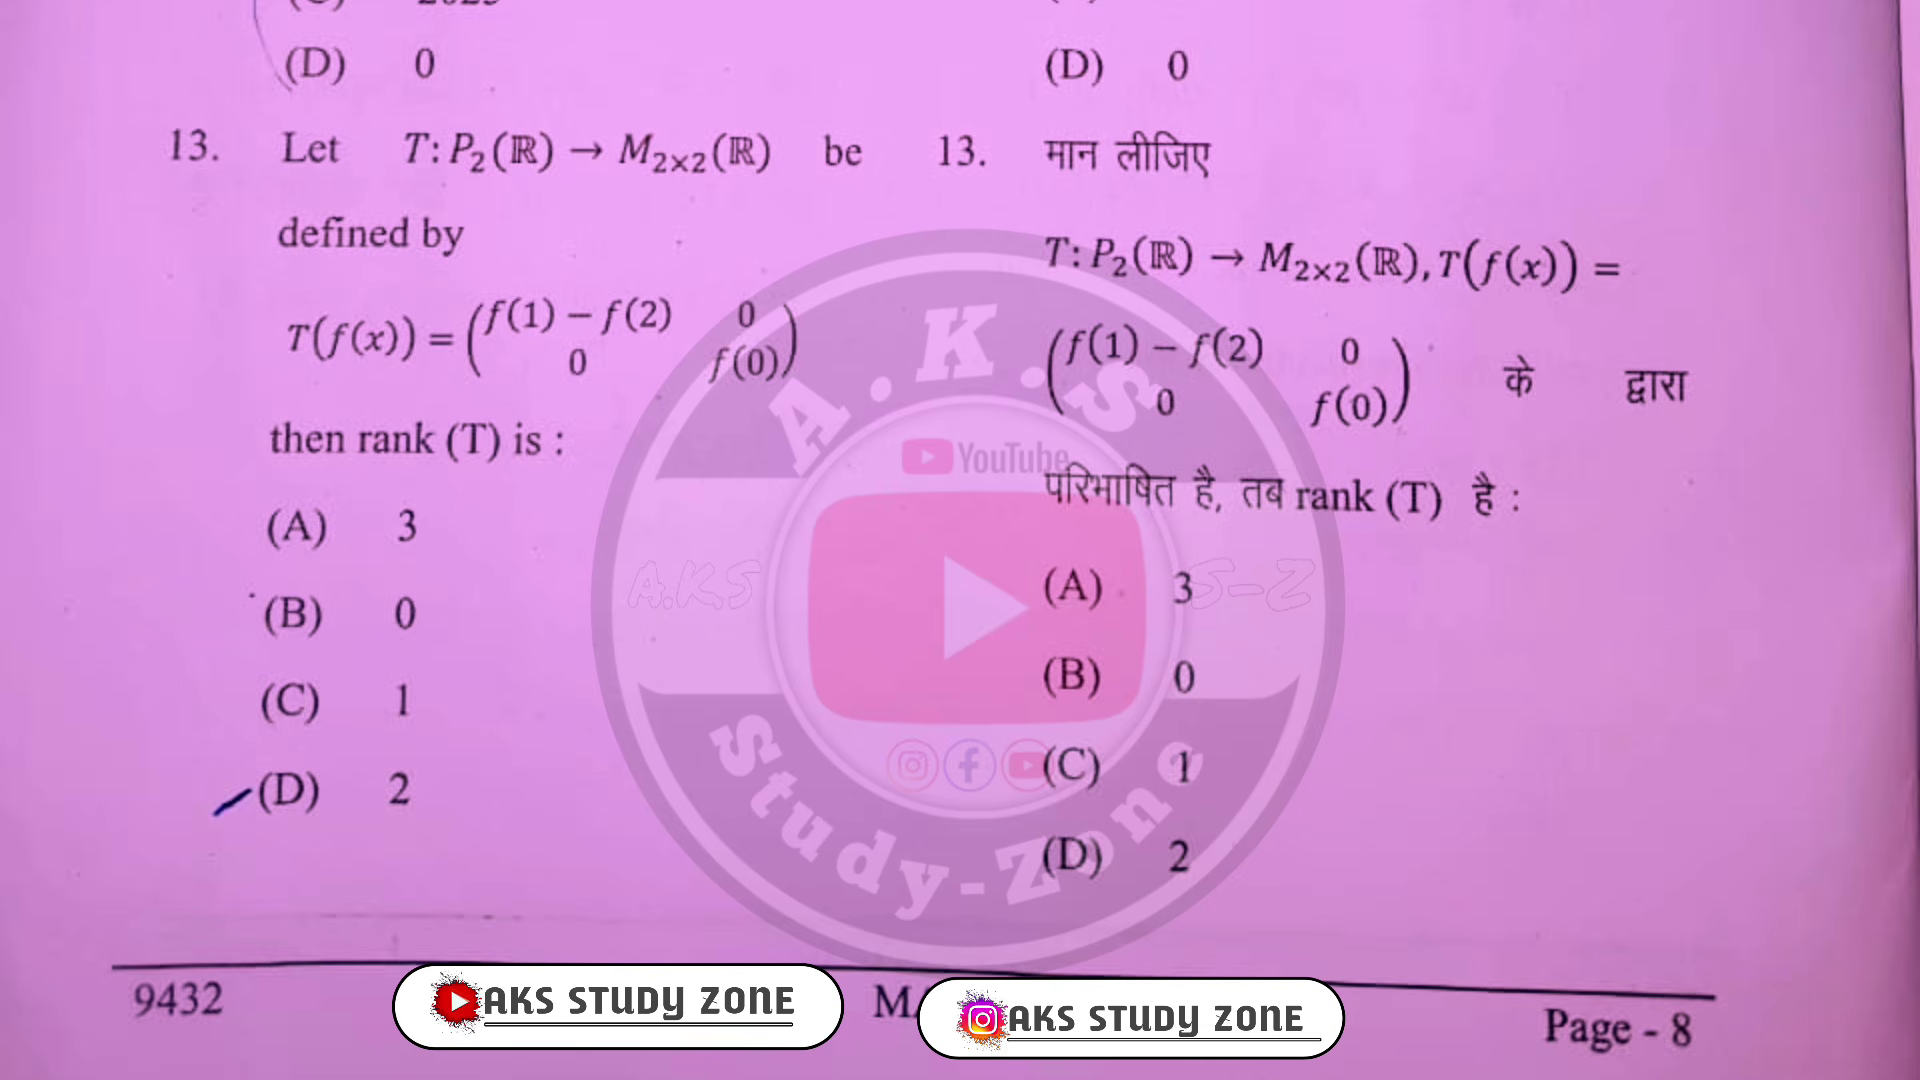 (D) 0
13. Let T: P₂(ℝ) → M₂ₓ₂(ℝ) be
defined by
T(f(x)) = (f(1) − f(2) 0
0 f(0))
then rank (T) is :
(A) 3
(B) 0
(C) 1
(D) 2
(D) 0
13. मान लीजिए
T: P₂(ℝ) → M₂ₓ₂(ℝ), T(f(x)) =
(f(1) − f(2) 0
0 f(0)) के द्वारा
परिभाषित है, तब rank (T) है :
(A) 3
(B) 0
(C) 1
(D) 2
A.K.S
YouTube
A.K.S S-Z
Study-Zone
9432
Page - 8
AKS STUDY ZONE
AKS STUDY ZONE